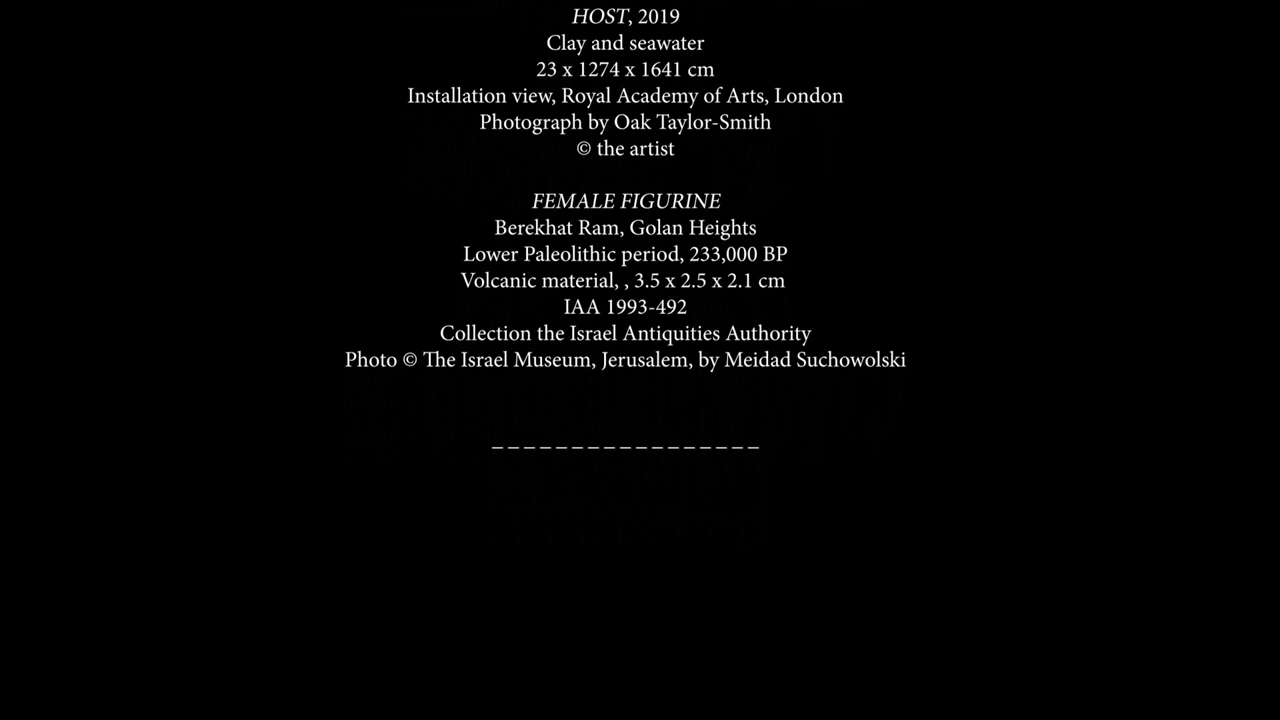 HOST, 2019
Clay and seawater
23 x 1274 x 1641 cm
Installation view, Royal Academy of Arts, London
Photograph by Oak Taylor-Smith
© the artist
FEMALE FIGURINE
Berekhat Ram, Golan Heights
Lower Paleolithic period, 233,000 BP
Volcanic material, , 3.5 x 2.5 x 2.1 cm
IAA 1993-492
Collection the Israel Antiquities Authority
Photo © The Israel Museum, Jerusalem, by Meidad Suchowolski
_ _ _ _ _ _ _ _ _ _ _ _ _ _ _ _ _